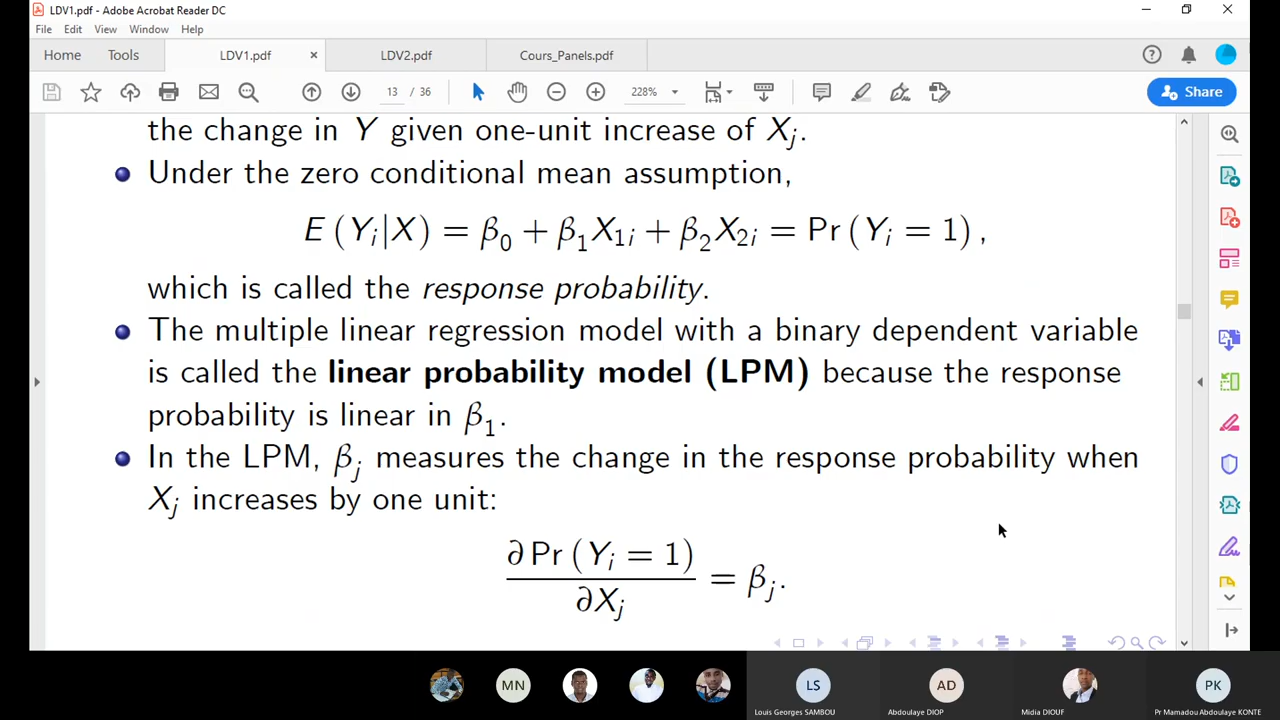 LDV1.pdf - Adobe Acrobat Reader DC
File Edit View Window Help
Home Tools LDV1.pdf × LDV2.pdf Cours_Panels.pdf
13 / 36 228% Share
the change in Y given one-unit increase of Xj.
Under the zero conditional mean assumption,
E (Yi|X) = β0 + β1X1i + β2X2i = Pr (Yi = 1) ,
which is called the response probability.
The multiple linear regression model with a binary dependent variable
is called the linear probability model (LPM) because the response
probability is linear in β1.
In the LPM, βj measures the change in the response probability when
Xj increases by one unit:
∂ Pr (Yi = 1)
∂Xj
= βj.
MN LS AD PK
Louis Georges SAMBOU Abdoulaye DIOP Midia DIOUF Pr Mamadou Abdoulaye KONTE